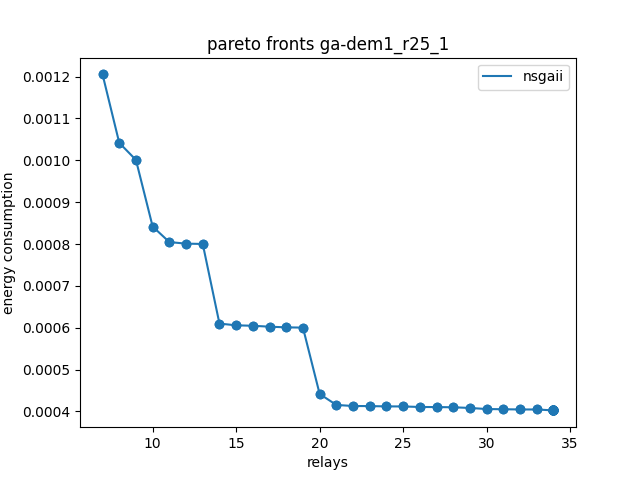 pareto fronts ga-dem1_r25_1
nsgaii
0.0012
0.0011
0.0010
0.0009
0.0008
0.0007
0.0006
0.0005
0.0004
energy consumption
10 15 20 25 30 35
relays